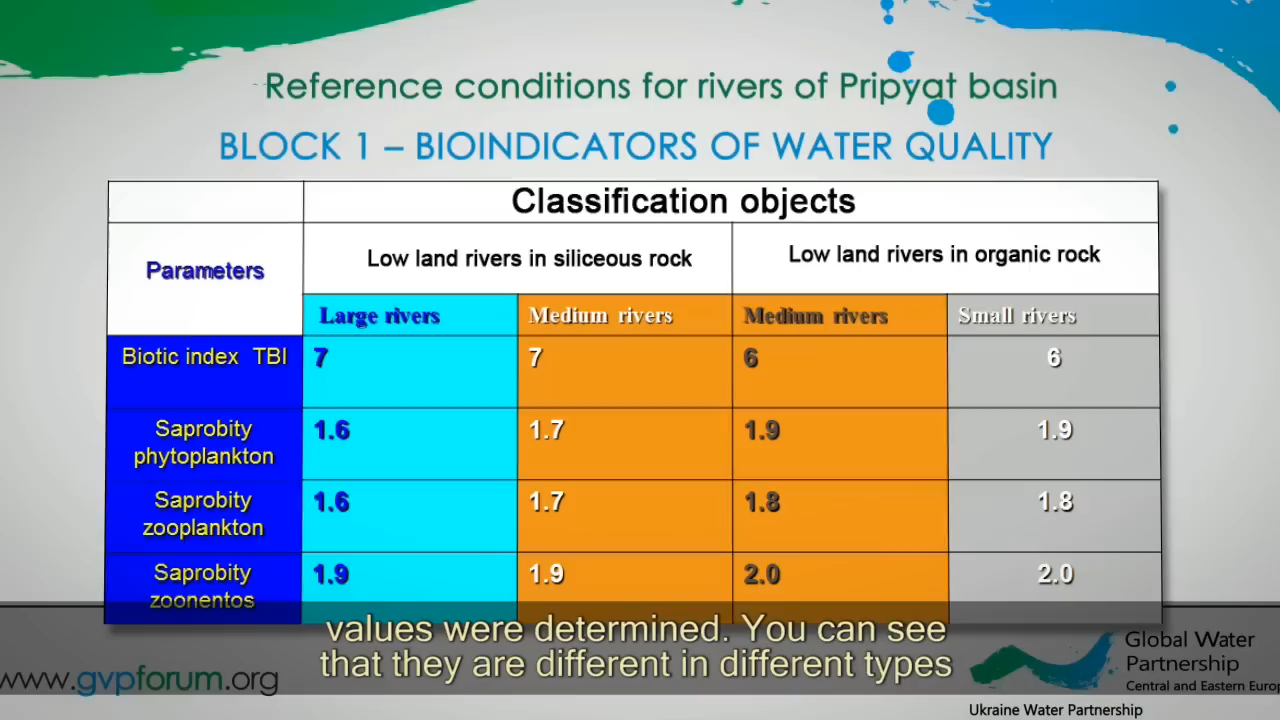 Reference conditions for rivers of Pripyat basin
BLOCK 1 – BIOINDICATORS OF WATER QUALITY
Classification objects
Parameters
Low land rivers in siliceous rock
Low land rivers in organic rock
Large rivers
Medium rivers
Medium rivers
Small rivers
Biotic index TBI
7
7
6
6
Saprobity
phytoplankton
1.6
1.7
1.9
1.9
Saprobity
zooplankton
1.6
1.7
1.8
1.8
Saprobity
zoonentos
1.9
1.9
2.0
2.0
values were determined. You can see
that they are different in different types
www.gvpforum.org
Global Water
Partnership
Central and Eastern Europ
Ukraine Water Partnership